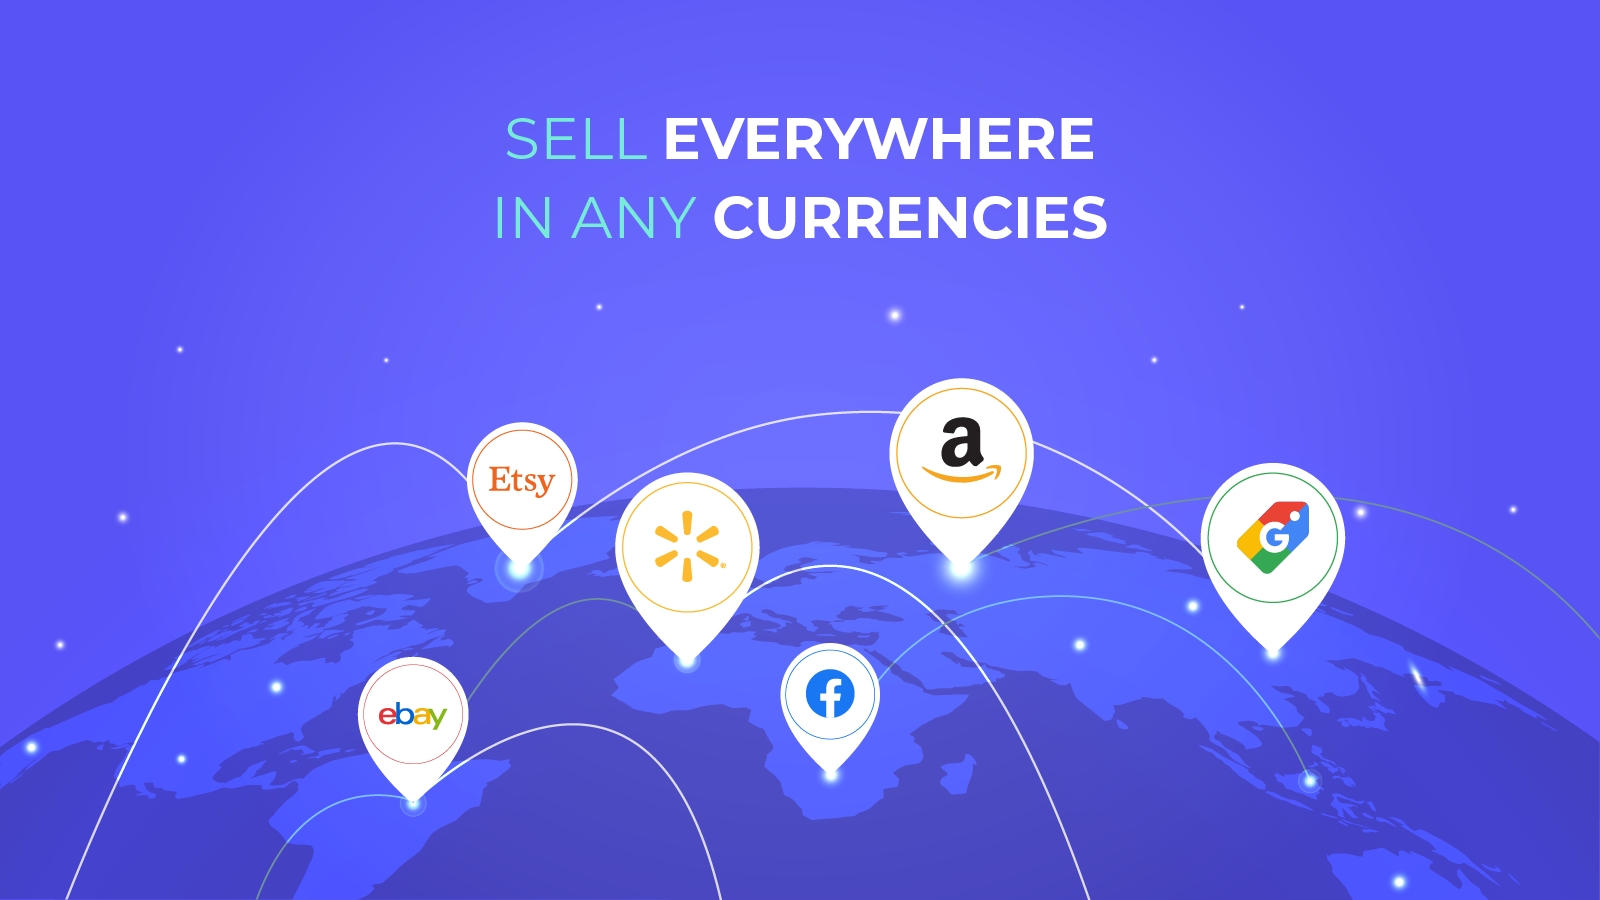 SELL EVERYWHERE
IN ANY CURRENCIES
Etsy
a
®
G
ebay
f